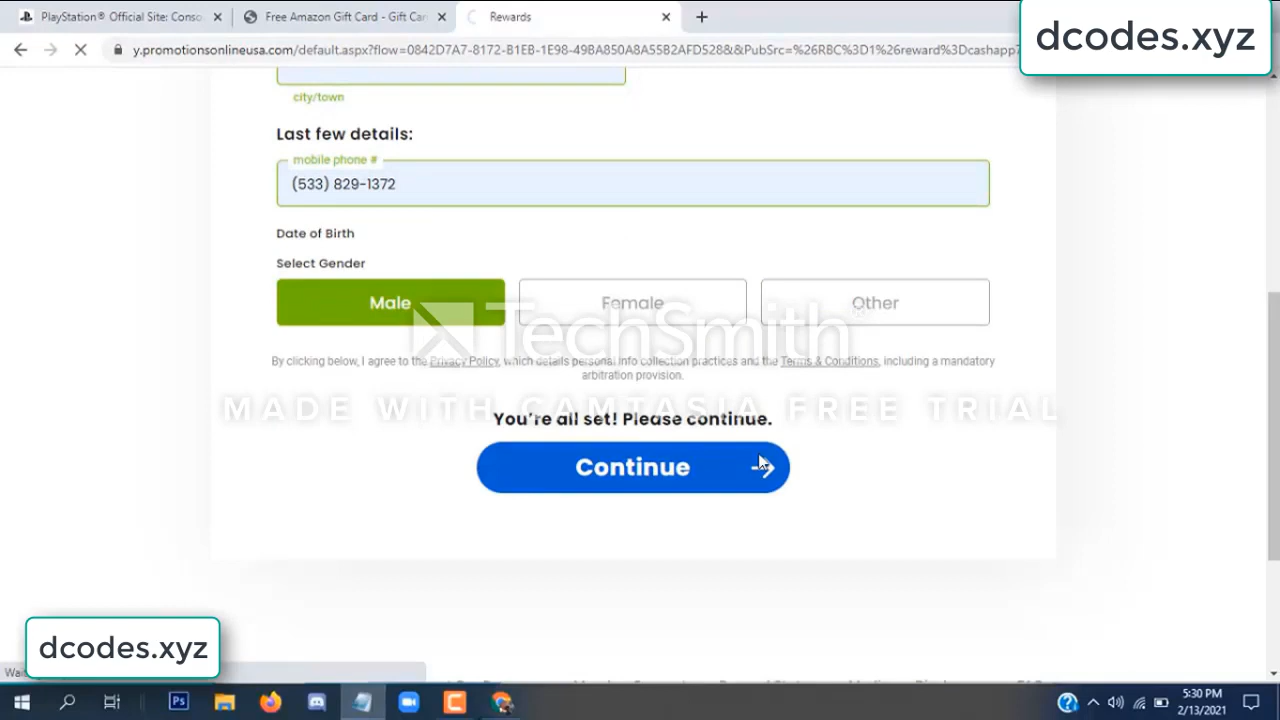 PlayStation® Official Site: Conso
Free Amazon Gift Card - Gift Car
Rewards
y.promotionsonlineusa.com/default.aspx?flow=0842D7A7-8172-B1EB-1E98-49BA850A8A55B2AFD528&&PubSrc=%26RBC%3D1%26reward%3Dcashapp
dcodes.xyz
city/town
Last few details:
mobile phone #
(533) 829-1372
Date of Birth
Select Gender
Male
Female
Other
TechSmith
By clicking below, I agree to the Privacy Policy, which details personal info collection practices and the Terms & Conditions, including a mandatory
arbitration provision.
MADE WITH CAMTASIA FREE TRIAL
You're all set! Please continue.
Continue
dcodes.xyz
Ps
5:30 PM
2/13/2021